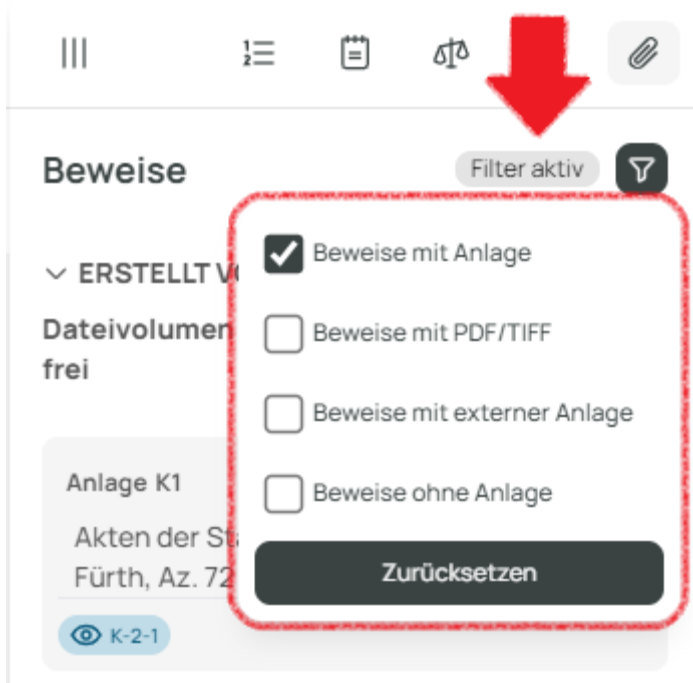 Beweise
Filter aktiv
Beweise mit Anlage
ERSTELLT
Dateivolumen
frei
Beweise mit PDF/TIFF
Beweise mit externer Anlage
Anlage K1
Beweise ohne Anlage
Akten der
Fürth, Az. 72
Zurücksetzen
K-2-1